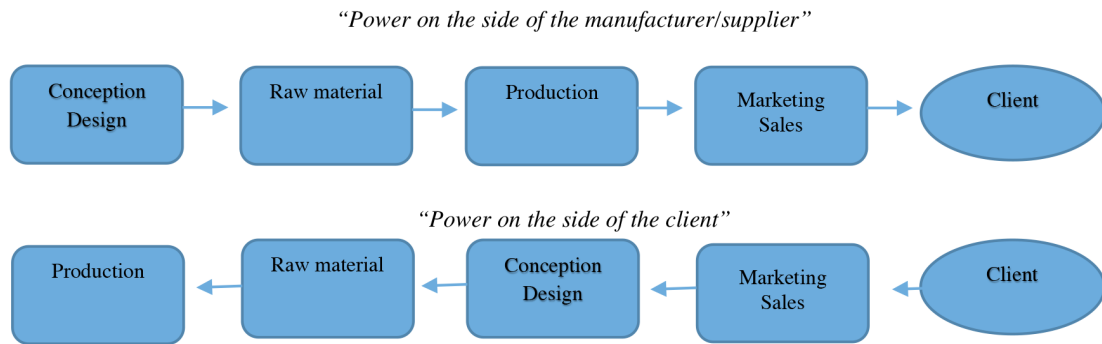 “Power on the side of the manufacturer/supplier”
Conception
Design
Raw material
Production
Marketing
Sales
Client
“Power on the side of the client”
Production
Raw material
Conception
Design
Marketing
Sales
Client